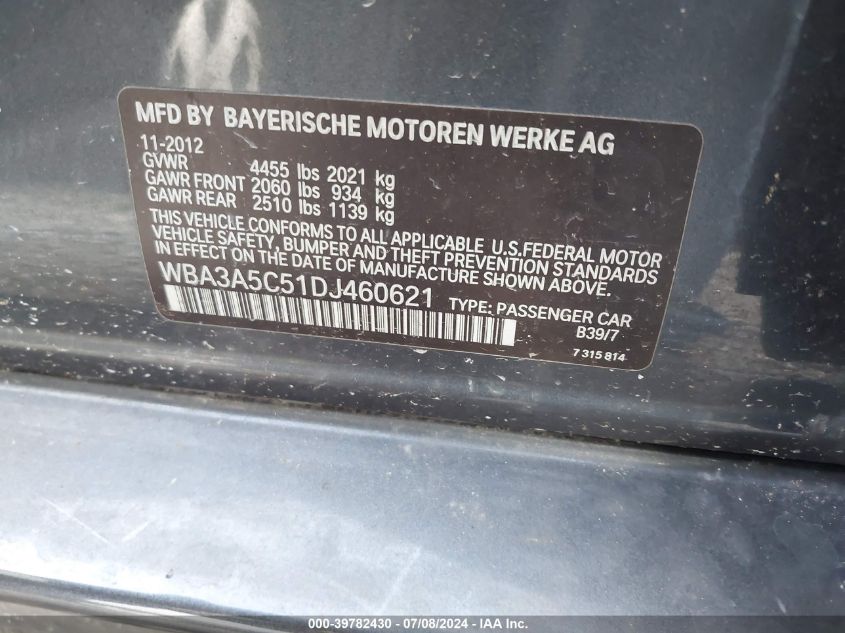 MFD BY BAYERISCHE MOTOREN WERKE AG
11-2012
GVWR 4455 lbs 2021 kg
GAWR FRONT 2060 lbs 934 kg
GAWR REAR 2510 lbs 1139 kg
THIS VEHICLE CONFORMS TO ALL APPLICABLE U.S.FEDERAL MOTOR
VEHICLE SAFETY, BUMPER AND THEFT PREVENTION STANDARDS
IN EFFECT ON THE DATE OF MANUFACTURE SHOWN ABOVE.
WBA3A5C51DJ460621 TYPE: PASSENGER CAR
B39/7
7 315 814
000-39782430 - 07/08/2024 - IAA Inc.